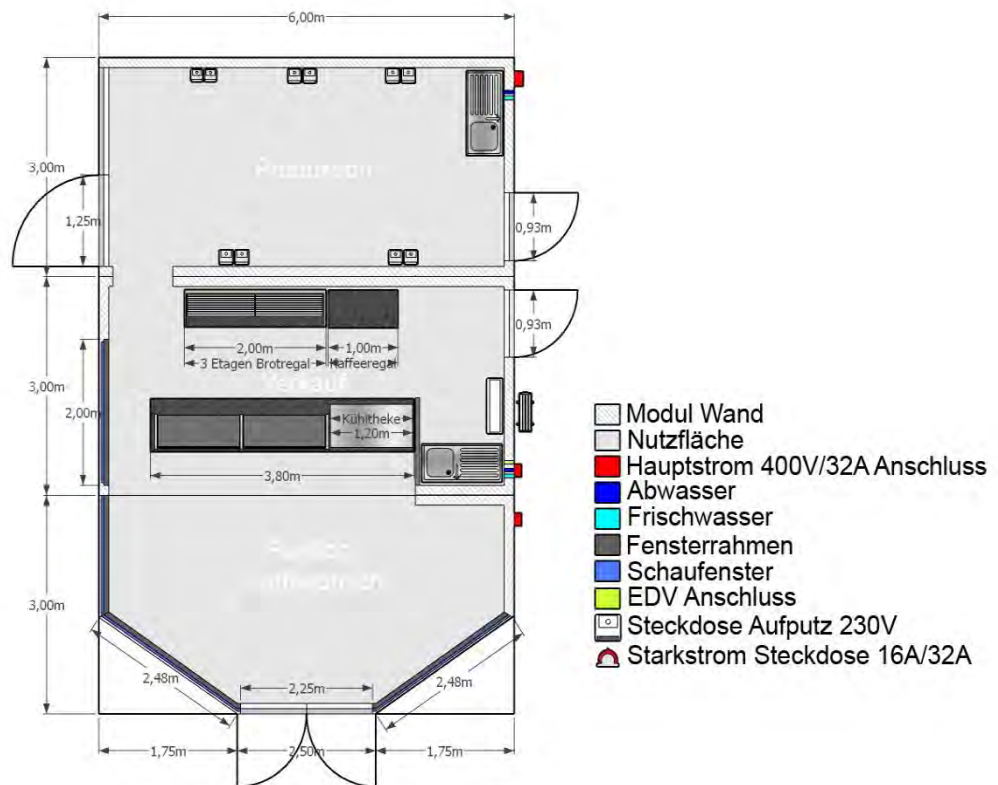 6,00m
3,00m
1,25m
0,93m
0,93m
3,00m
2,00m
1,00m
3 Etagen Brotregal
Kaffeeregal
Verkauf
2,00m
Kühltheke
1,20m
3,80m
3,00m
2,48m
2,25m
2,48m
1,75m
2,50m
1,75m
Modul Wand
Nutzfläche
Hauptstrom 400V/32A Anschluss
Abwasser
Frischwasser
Fensterrahmen
Schaufenster
EDV Anschluss
Steckdose Aufputz 230V
Starkstrom Steckdose 16A/32A